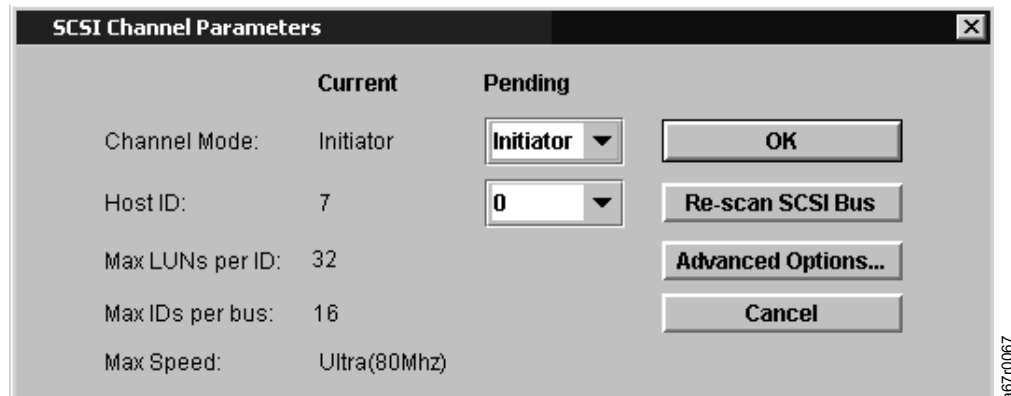 SCSI Channel Parameters
Current Pending
Channel Mode: Initiator Initiator OK
Host ID: 7 0 Re-scan SCSI Bus
Max LUNs per ID: 32 Advanced Options...
Max IDs per bus: 16 Cancel
Max Speed: Ultra(80Mhz)
a67r0067